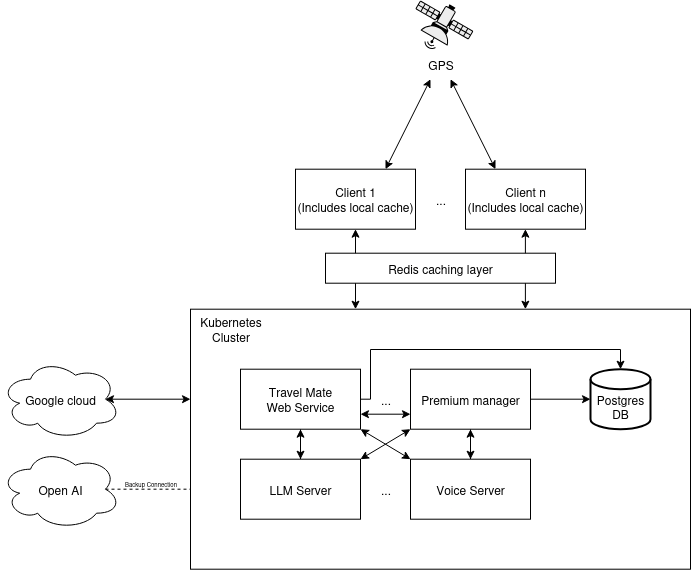 GPS
Client 1
(Includes local cache)
...
Client n
(Includes local cache)
Redis caching layer
Kubernetes
Cluster
Google cloud
Travel Mate
Web Service
...
Premium manager
Postgres
DB
Open AI
Backup Connection
LLM Server
...
Voice Server